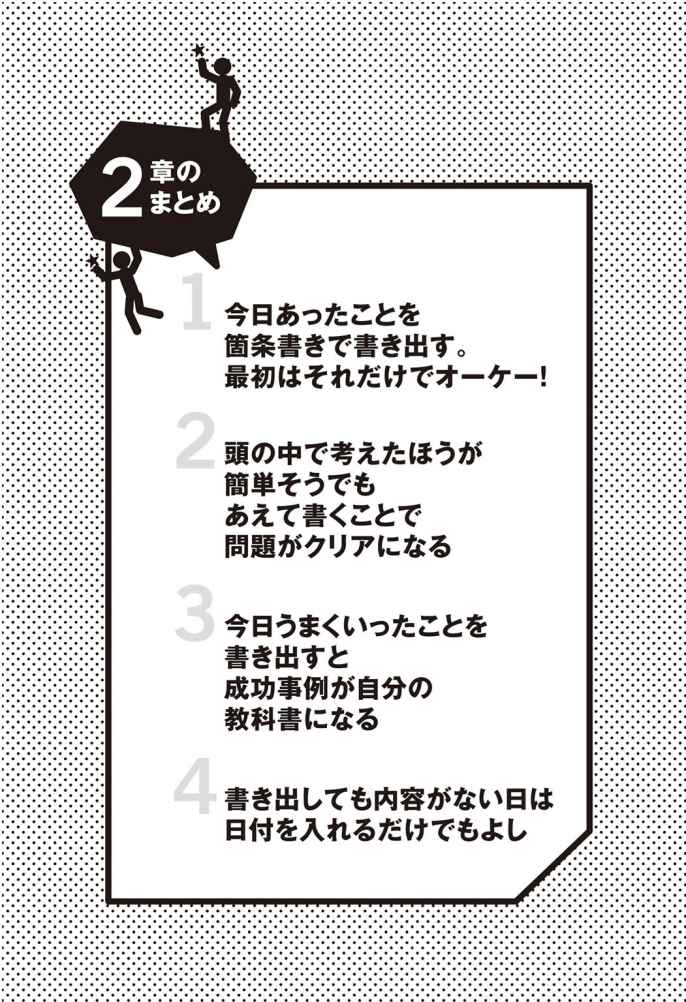 2章の
まとめ
1
今日あったことを
箇条書きで書き出す。
最初はそれだけでオーケー!
2
頭の中で考えたほうが
簡単そうでも
あえて書くことで
問題がクリアになる
3
今日うまくいったことを
書き出すと
成功事例が自分の
教科書になる
4
書き出しても内容がない日は
日付を入れるだけでもよし